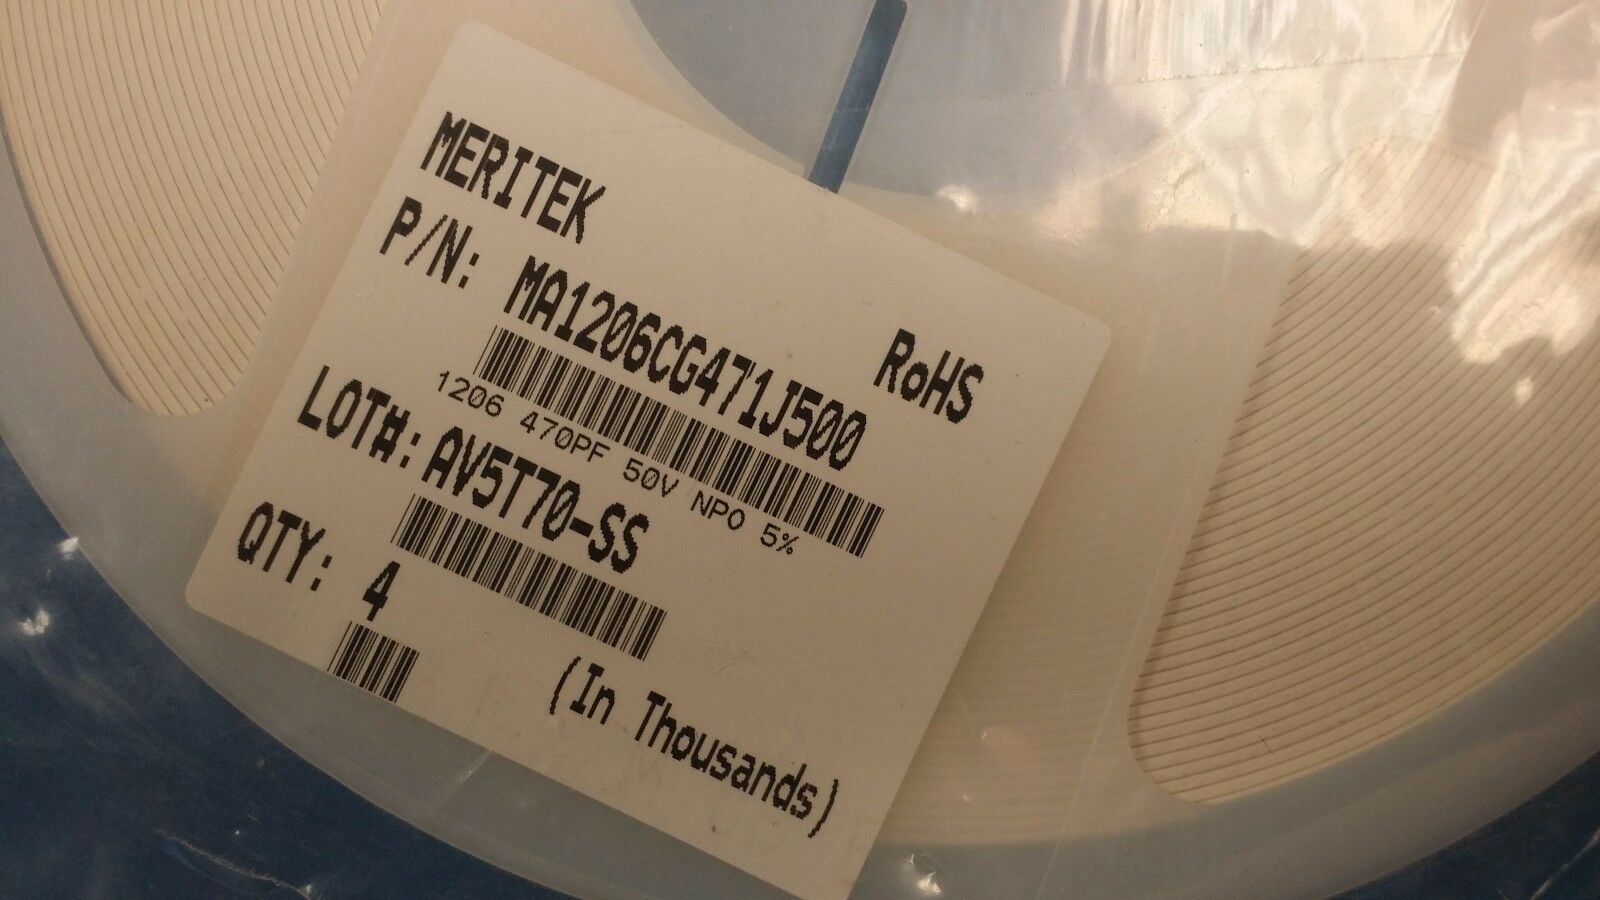 MERITEK
RoHS
P/N: MA1206CG471J500
1206 470PF 50V NPO 5%
LOT#: AV5T70-SS
QTY: 4
(In Thousands)